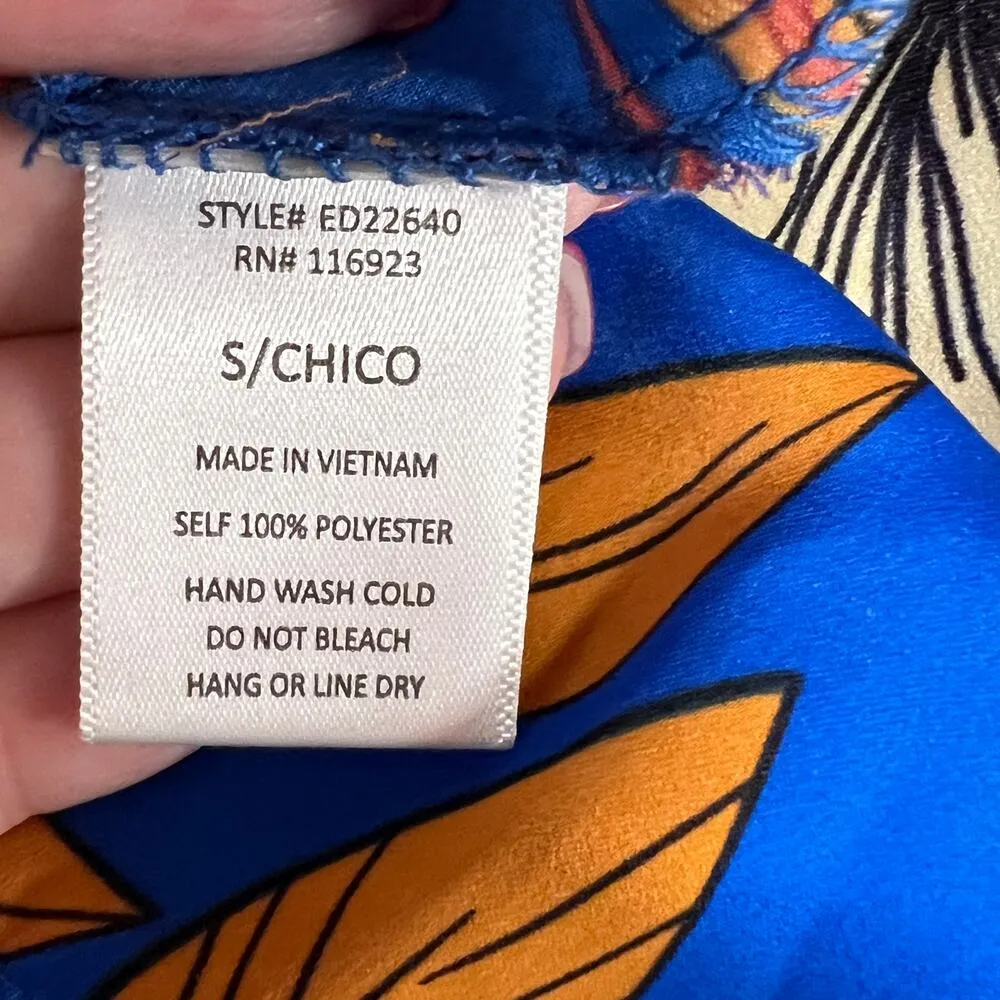 STYLE# ED22640
RN# 116923
S/CHICO
MADE IN VIETNAM
SELF 100% POLYESTER
HAND WASH COLD
DO NOT BLEACH
HANG OR LINE DRY